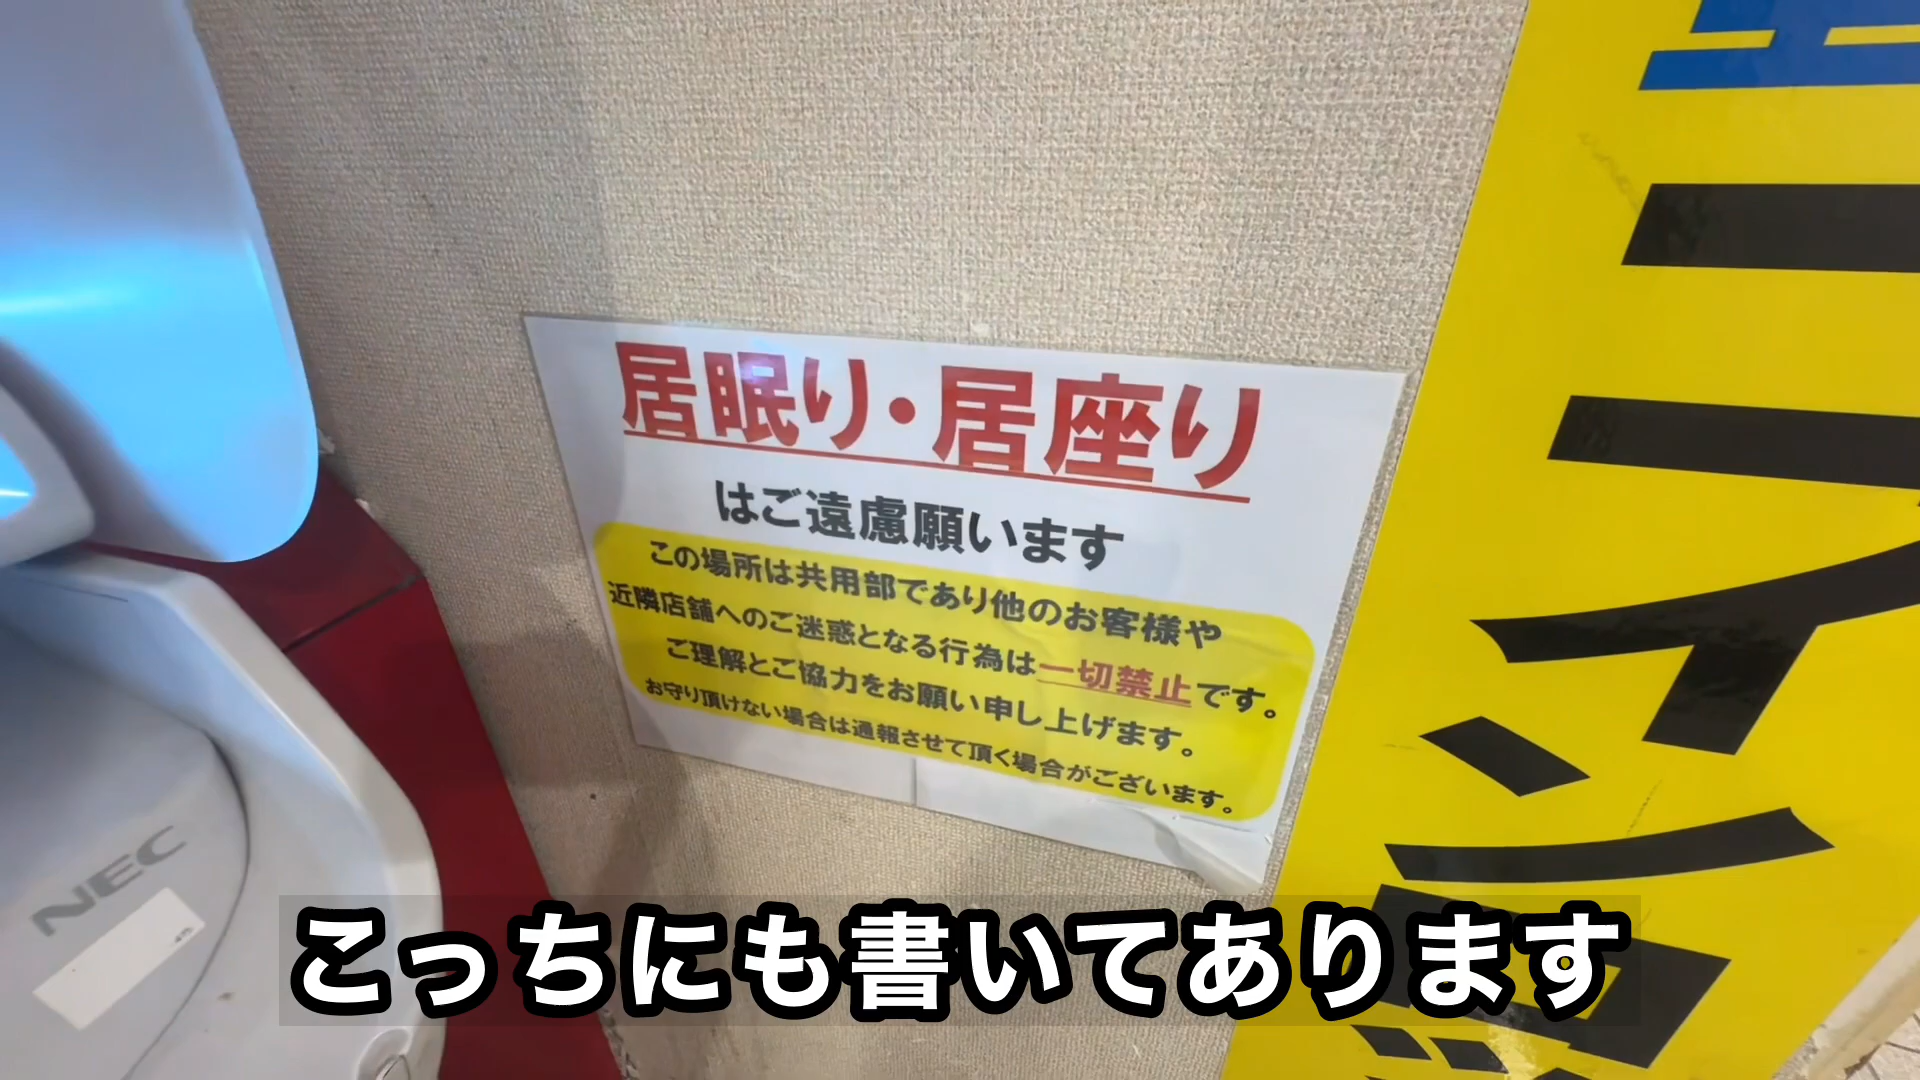 居眠り・居座り
はご遠慮願います
この場所は共用部であり他のお客様や
近隣店舗へのご迷惑となる行為は一切禁止です。
ご理解とご協力をお願い申し上げます。
お守り頂けない場合は通報させて頂く場合がございます。
NEC
こっちにも書いてあります